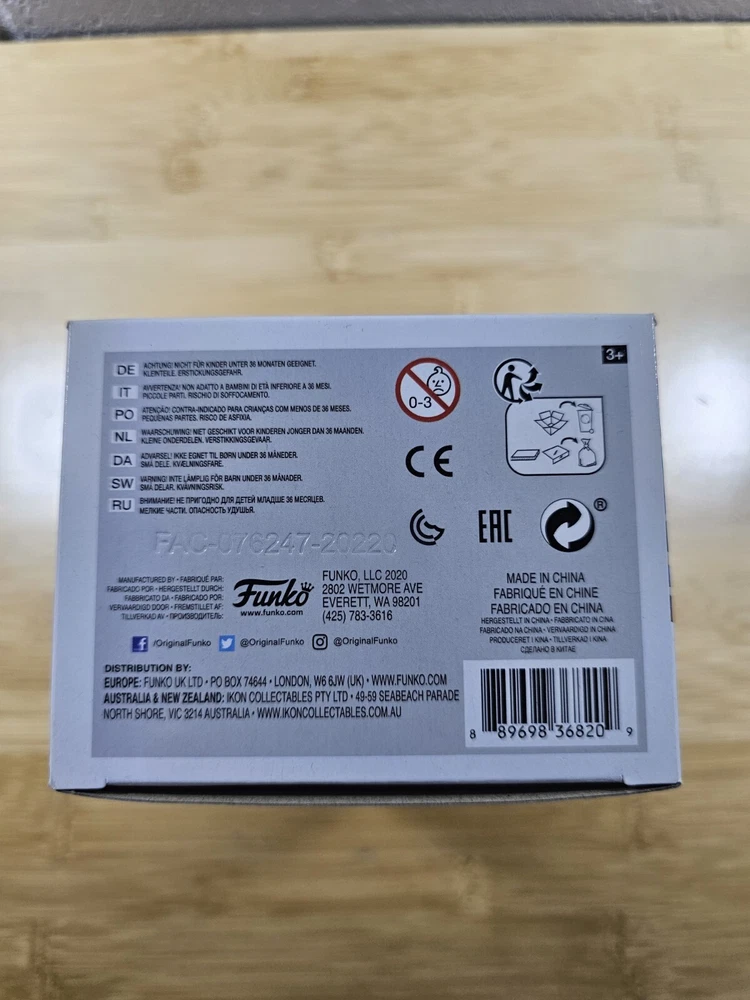 3+
DE ACHTUNG! NICHT FÜR KINDER UNTER 36 MONATEN GEEIGNET.
KLEINTEILE. ERSTICKUNGSGEFAHR.
IT AVVERTENZA! NON ADATTO A BAMBINI DI ETÀ INFERIORE A 36 MESI.
PICCOLE PARTI. RISCHIO DI SOFFOCAMENTO.
PO ATENÇÃO! CONTRA-INDICADO PARA CRIANÇAS COM MENOS DE 36 MESES.
PEQUENAS PARTES. RISCO DE ASFIXIA.
NL WAARSCHUWING! NIET GESCHIKT VOOR KINDEREN JONGER DAN 36 MAANDEN.
KLEINE ONDERDELEN. VERSTIKKINGSGEVAAR.
DA ADVARSEL! IKKE EGNET TIL BØRN UNDER 36 MÅNEDER.
SMÅ DELE. KVÆLNINGSFARE.
SW VARNING! INTE LÄMPLIG FÖR BARN UNDER 36 MÅNADER.
SMÅ DELAR. KVÄVNINGSRISK.
RU ВНИМАНИЕ! НЕ ПРИГОДНО ДЛЯ ДЕТЕЙ МЛАДШЕ 36 МЕСЯЦЕВ.
МЕЛКИЕ ЧАСТИ. ОПАСНОСТЬ УДУШЬЯ.
0-3
CE
EAC
®
FAC-076247-20220
MANUFACTURED BY • FABRIQUÉ PAR:
FABRICADO POR: • HERGESTELLT DURCH:
FABBRICATO DA • FABRICADO POR:
VERVAARDIGD DOOR • FREMSTILLET AF:
TILLVERKAD AV • ПРОИЗВОДИТЕЛЬ:
Funko
www.funko.com
FUNKO, LLC 2020
2802 WETMORE AVE
EVERETT, WA 98201
(425) 783-3616
MADE IN CHINA
FABRIQUÉ EN CHINE
FABRICADO EN CHINA
HERGESTELLT IN CHINA • FABBRICATO IN CINA
FABRICADO NA CHINA • VERVAARDIGD IN CHINA
PRODUCERET I KINA • TILLVERKAD I KINA
СДЕЛАНО В КИТАЕ
f /OriginalFunko @OriginalFunko @OriginalFunko
DISTRIBUTION BY:
EUROPE: FUNKO UK LTD • PO BOX 74644 • LONDON, W6 6JW (UK) • WWW.FUNKO.COM
AUSTRALIA & NEW ZEALAND: IKON COLLECTABLES PTY LTD • 49-59 SEABEACH PARADE
NORTH SHORE, VIC 3214 AUSTRALIA • WWW.IKONCOLLECTABLES.COM.AU
8 89698 36820 9